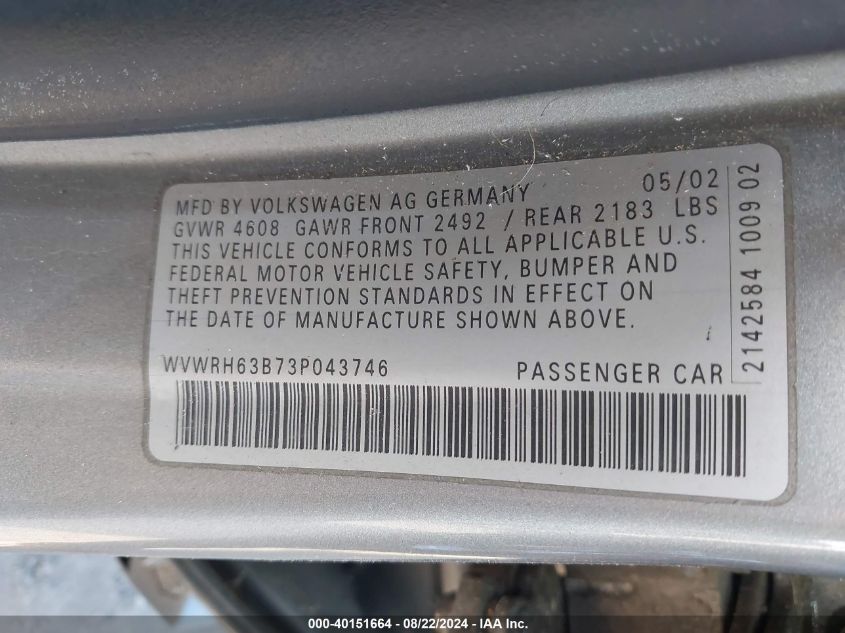 MFD BY VOLKSWAGEN AG GERMANY 05/02
GVWR 4608 GAWR FRONT 2492 / REAR 2183 LBS
THIS VEHICLE CONFORMS TO ALL APPLICABLE U.S.
FEDERAL MOTOR VEHICLE SAFETY, BUMPER AND
THEFT PREVENTION STANDARDS IN EFFECT ON
THE DATE OF MANUFACTURE SHOWN ABOVE.
WVWRH63B73P043746 PASSENGER CAR
2142584 1009 02
000-40151664 - 08/22/2024 - IAA Inc.